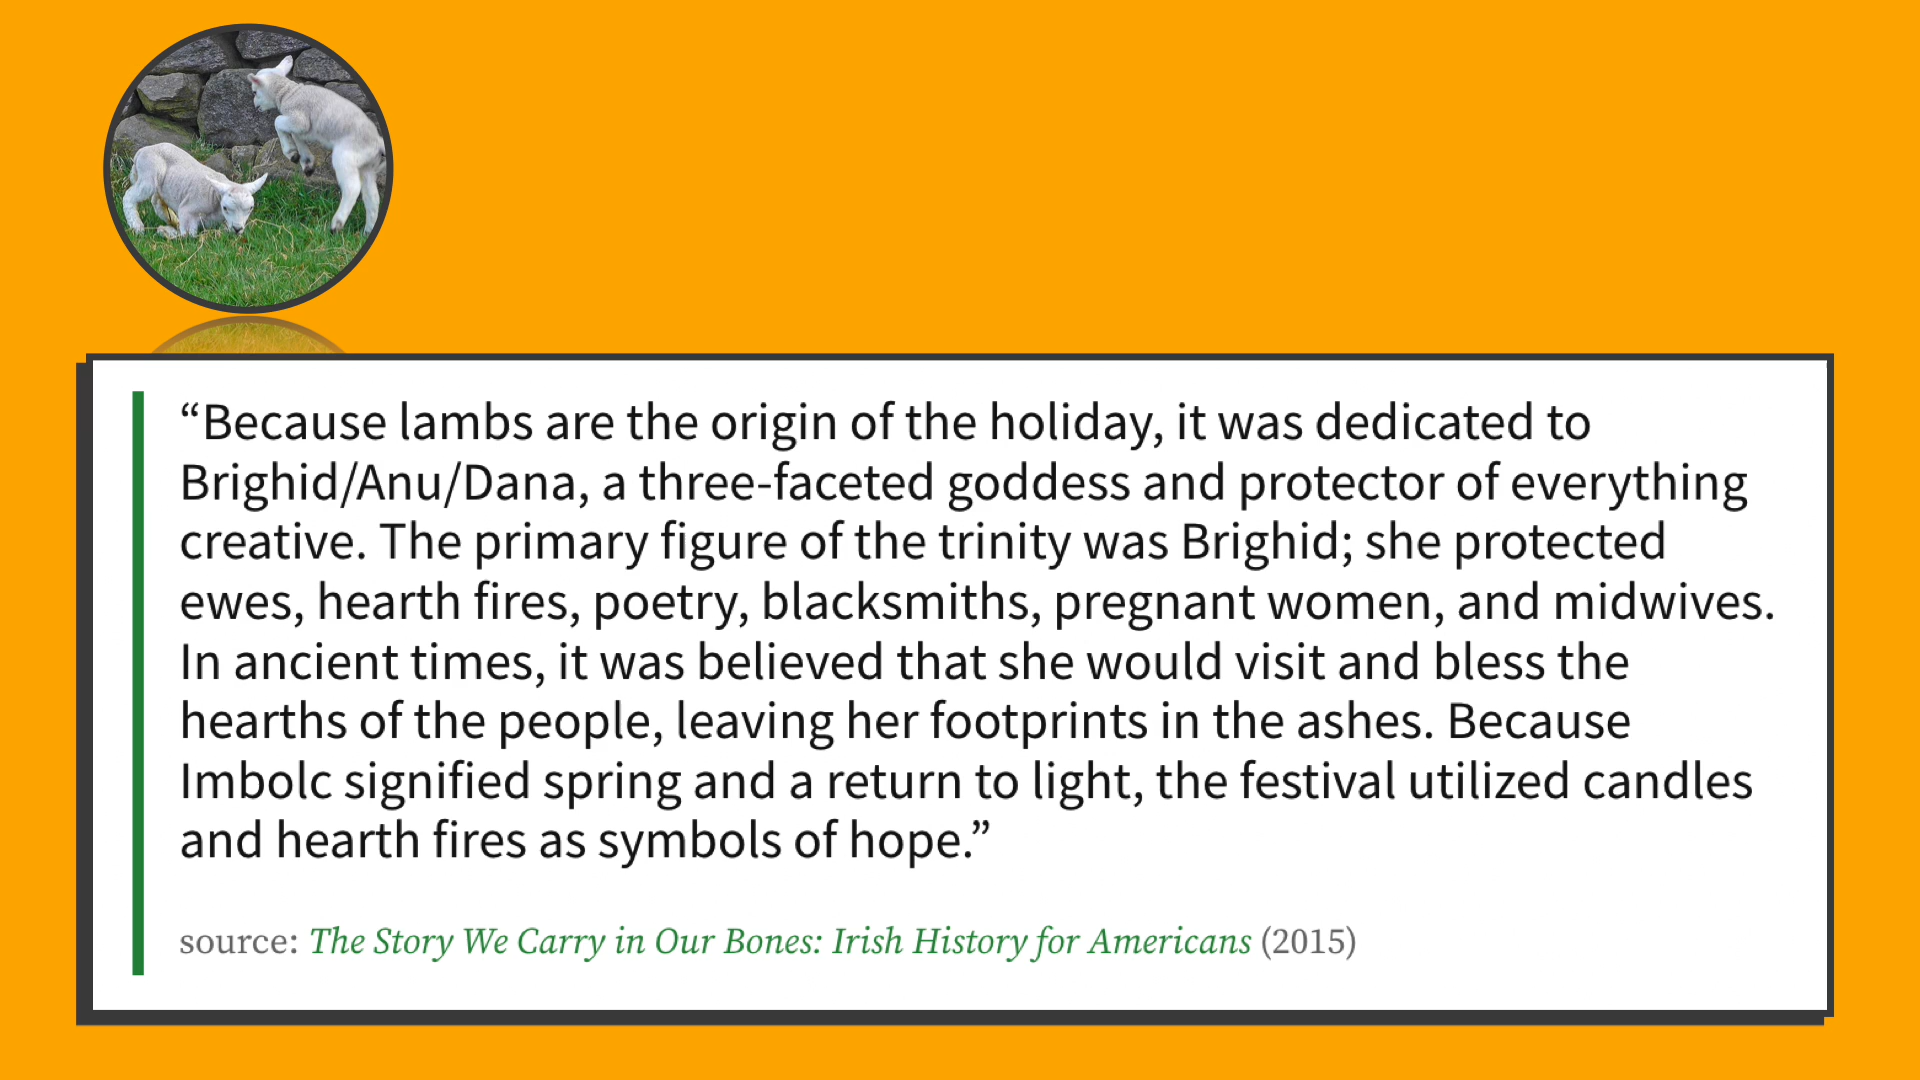 “Because lambs are the origin of the holiday, it was dedicated to
Brighid/Anu/Dana, a three-faceted goddess and protector of everything
creative. The primary figure of the trinity was Brighid; she protected
ewes, hearth fires, poetry, blacksmiths, pregnant women, and midwives.
In ancient times, it was believed that she would visit and bless the
hearths of the people, leaving her footprints in the ashes. Because
Imbolc signified spring and a return to light, the festival utilized candles
and hearth fires as symbols of hope.”
source: The Story We Carry in Our Bones: Irish History for Americans (2015)